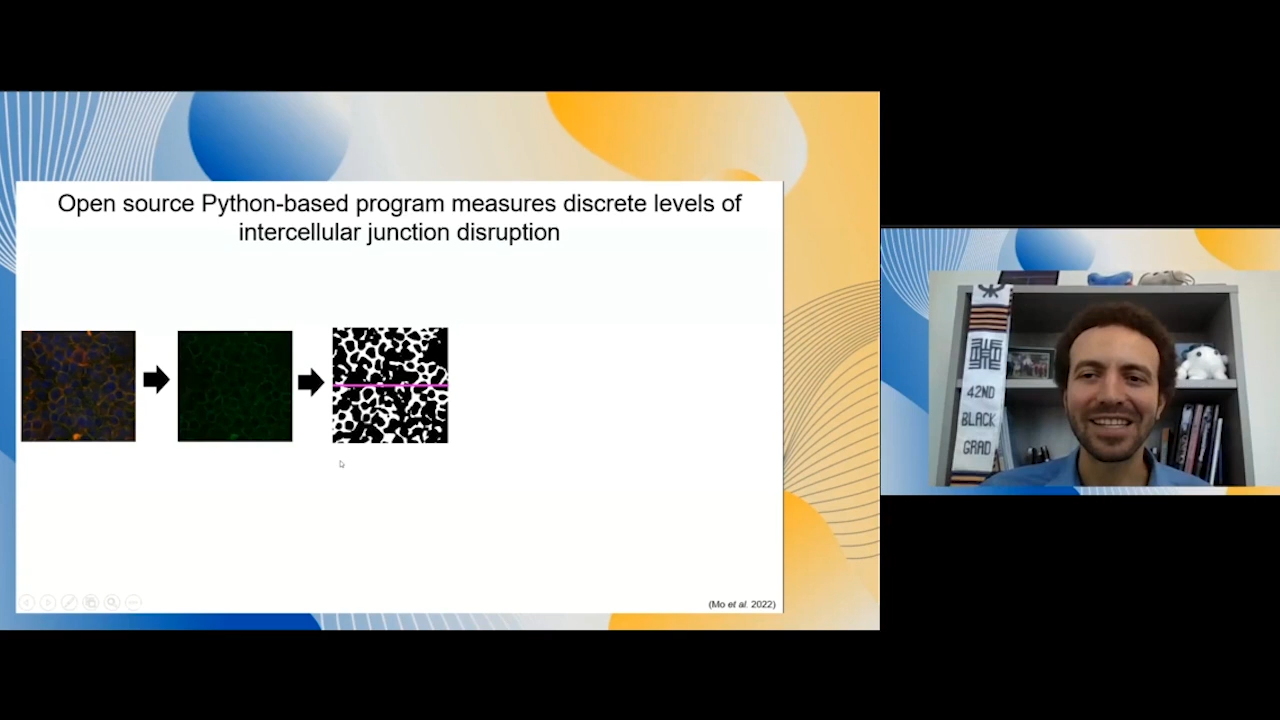 Open source Python-based program measures discrete levels of
intercellular junction disruption
(Mo et al. 2022)
42ND
BLACK
GRAD